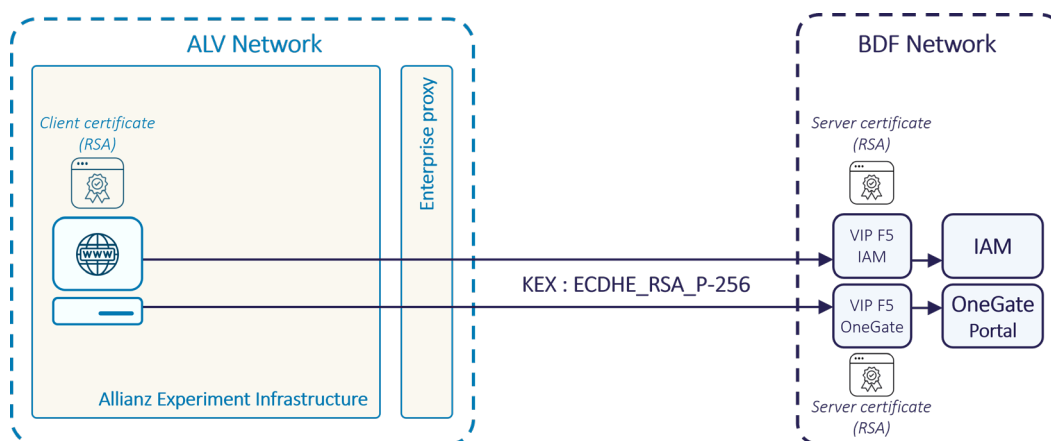 ALV Network
BDF Network
Enterprise proxy
Client certificate
(RSA)
WWW
Allianz Experiment Infrastructure
KEX : ECDHE_RSA_P-256
Server certificate
(RSA)
VIP F5
IAM
IAM
VIP F5
OneGate
OneGate
Portal
Server certificate
(RSA)